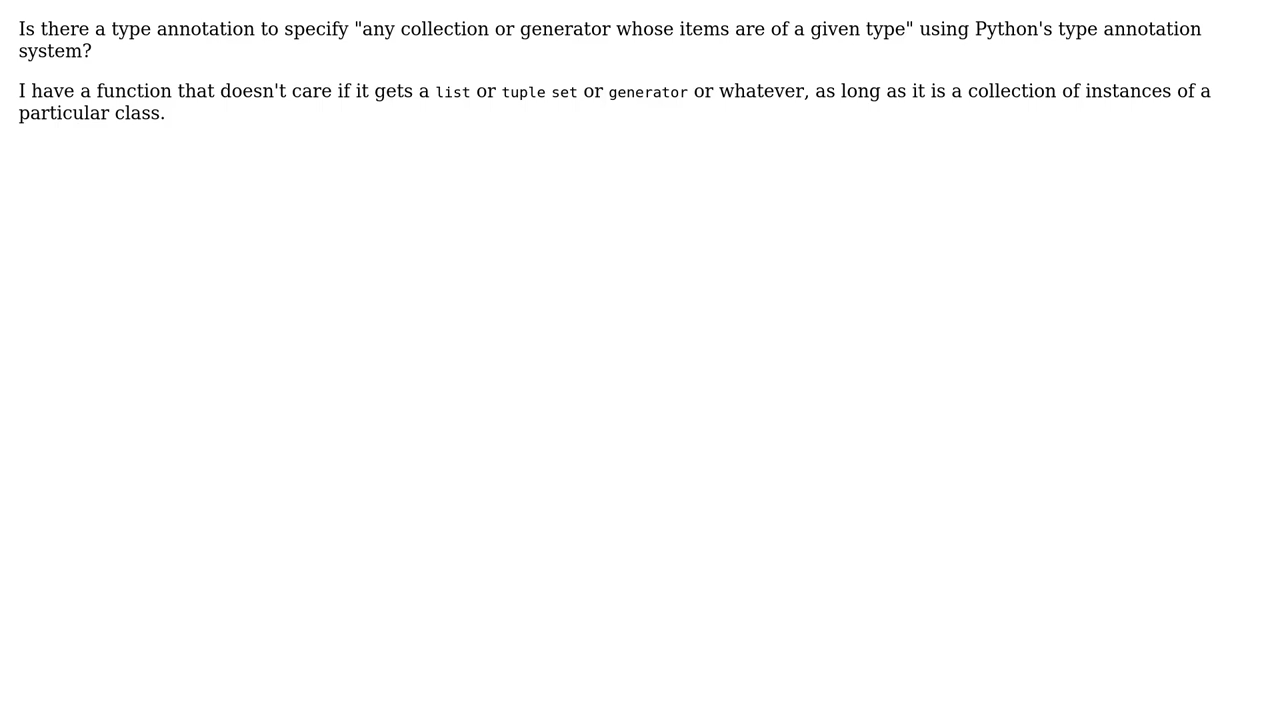 Is there a type annotation to specify "any collection or generator whose items are of a given type" using Python's type annotation
system?
I have a function that doesn't care if it gets a list or tuple set or generator or whatever, as long as it is a collection of instances of a
particular class.